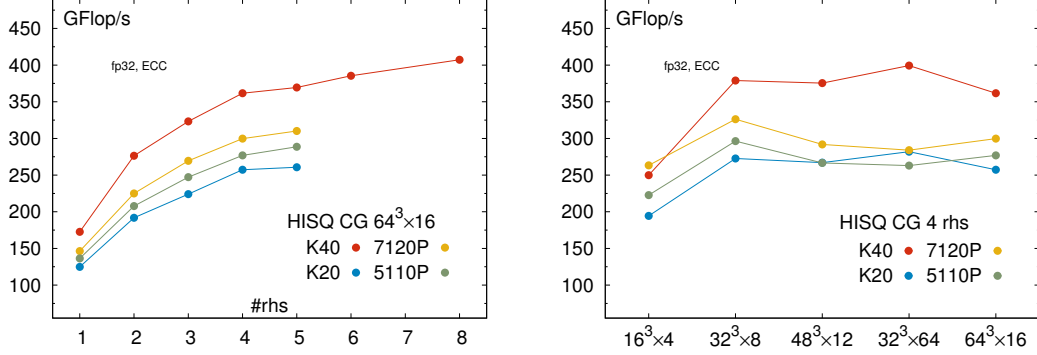 GFlop/s
450
fp32, ECC
400
350
300
250
200
150
100
HISQ CG 64³×16
K40 7120P
K20 5110P
#rhs
1 2 3 4 5 6 7 8
GFlop/s
450
fp32, ECC
400
350
300
250
200
150
100
HISQ CG 4 rhs
K40 7120P
K20 5110P
16³×4 32³×8 48³×12 32³×64 64³×16